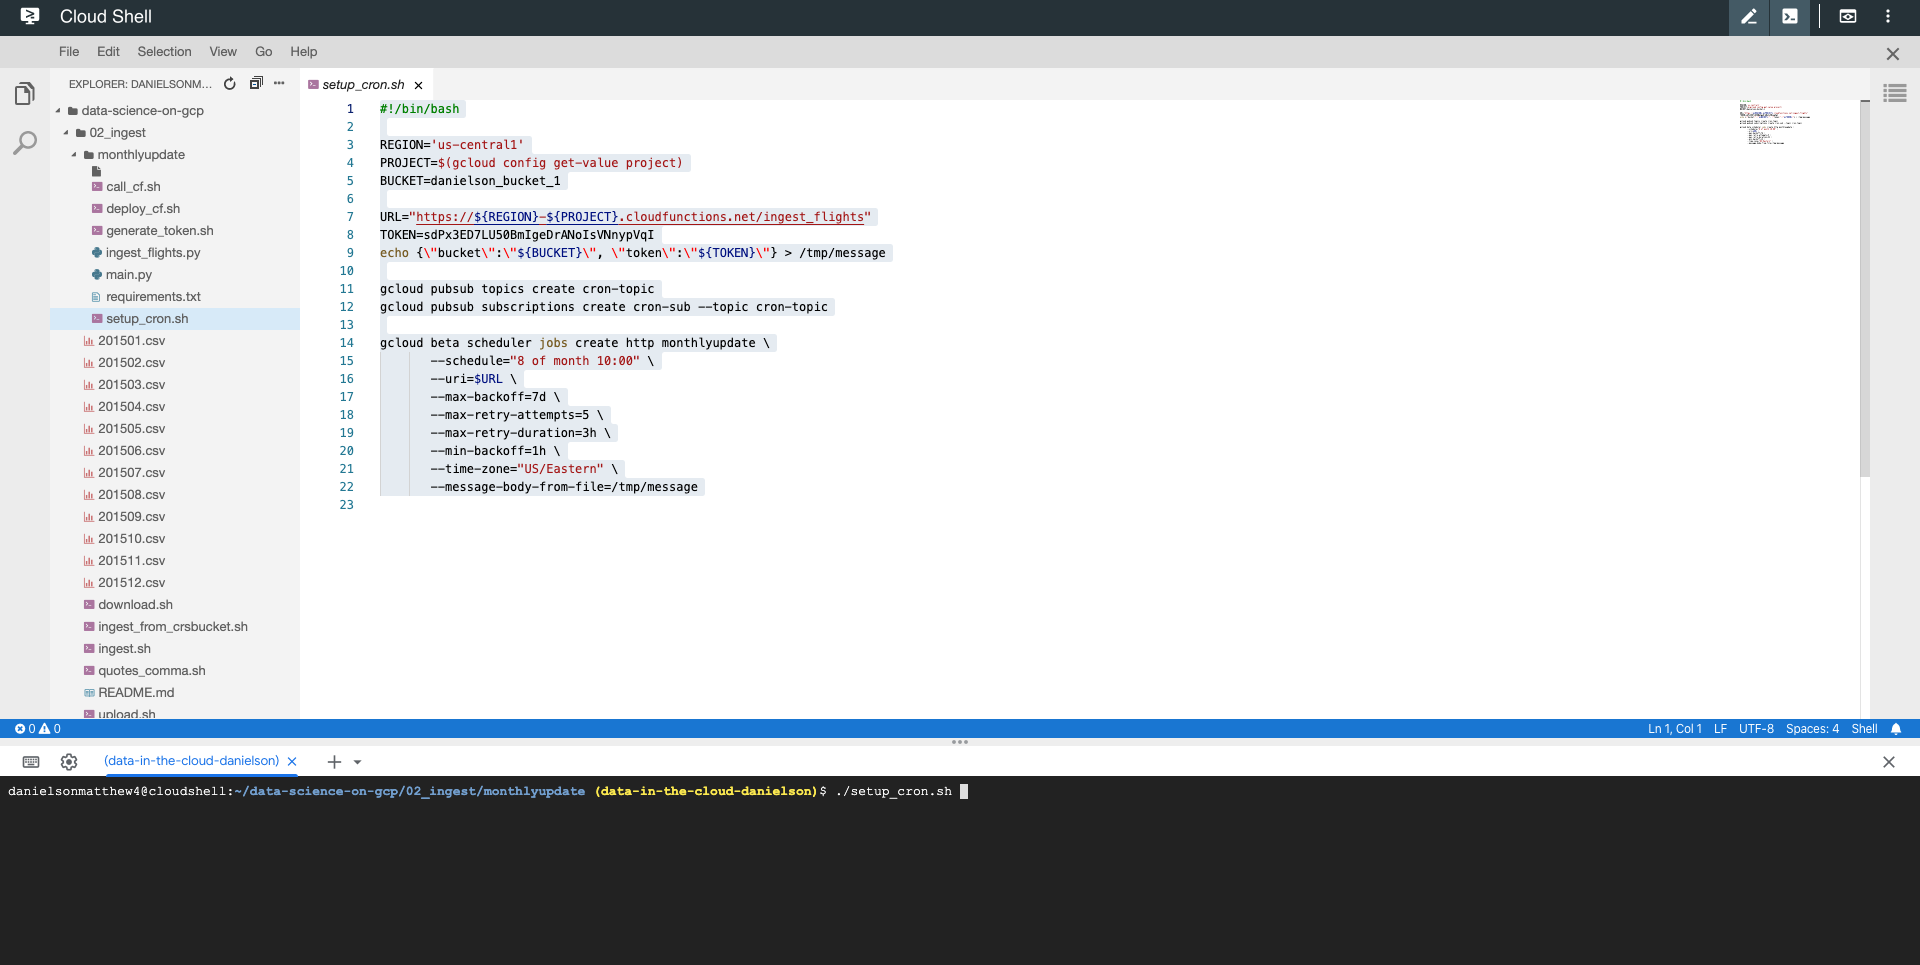 Cloud Shell
File Edit Selection View Go Help
EXPLORER: DANIELSONM...
data-science-on-gcp
02_ingest
monthlyupdate
call_cf.sh
deploy_cf.sh
generate_token.sh
ingest_flights.py
main.py
requirements.txt
setup_cron.sh
201501.csv
201502.csv
201503.csv
201504.csv
201505.csv
201506.csv
201507.csv
201508.csv
201509.csv
201510.csv
201511.csv
201512.csv
download.sh
ingest_from_crsbucket.sh
ingest.sh
quotes_comma.sh
README.md
upload.sh
setup_cron.sh
1 #!/bin/bash
2
3 REGION='us-central1'
4 PROJECT=$(gcloud config get-value project)
5 BUCKET=danielson_bucket_1
6
7 URL="https://${REGION}-${PROJECT}.cloudfunctions.net/ingest_flights"
8 TOKEN=sdPx3ED7LU50BmIgeDrANoIsVNnypVqI
9 echo {\"bucket\":\"${BUCKET}\", \"token\":\"${TOKEN}\"} > /tmp/message
10
11 gcloud pubsub topics create cron-topic
12 gcloud pubsub subscriptions create cron-sub --topic cron-topic
13
14 gcloud beta scheduler jobs create http monthlyupdate \
15 --schedule="8 of month 10:00" \
16 --uri=$URL \
17 --max-backoff=7d \
18 --max-retry-attempts=5 \
19 --max-retry-duration=3h \
20 --min-backoff=1h \
21 --time-zone="US/Eastern" \
22 --message-body-from-file=/tmp/message
23
0 0 Ln 1, Col 1 LF UTF-8 Spaces: 4 Shell
(data-in-the-cloud-danielson)
danielsonmatthew4@cloudshell:~/data-science-on-gcp/02_ingest/monthlyupdate (data-in-the-cloud-danielson)$ ./setup_cron.sh